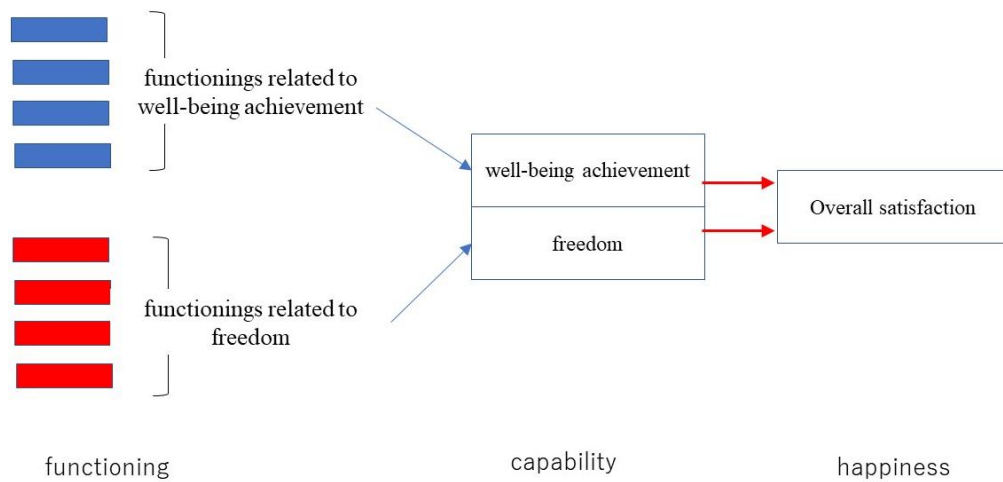 functionings related to
well-being achievement
well-being achievement
freedom
Overall satisfaction
functionings related to
freedom
functioning
capability
happiness